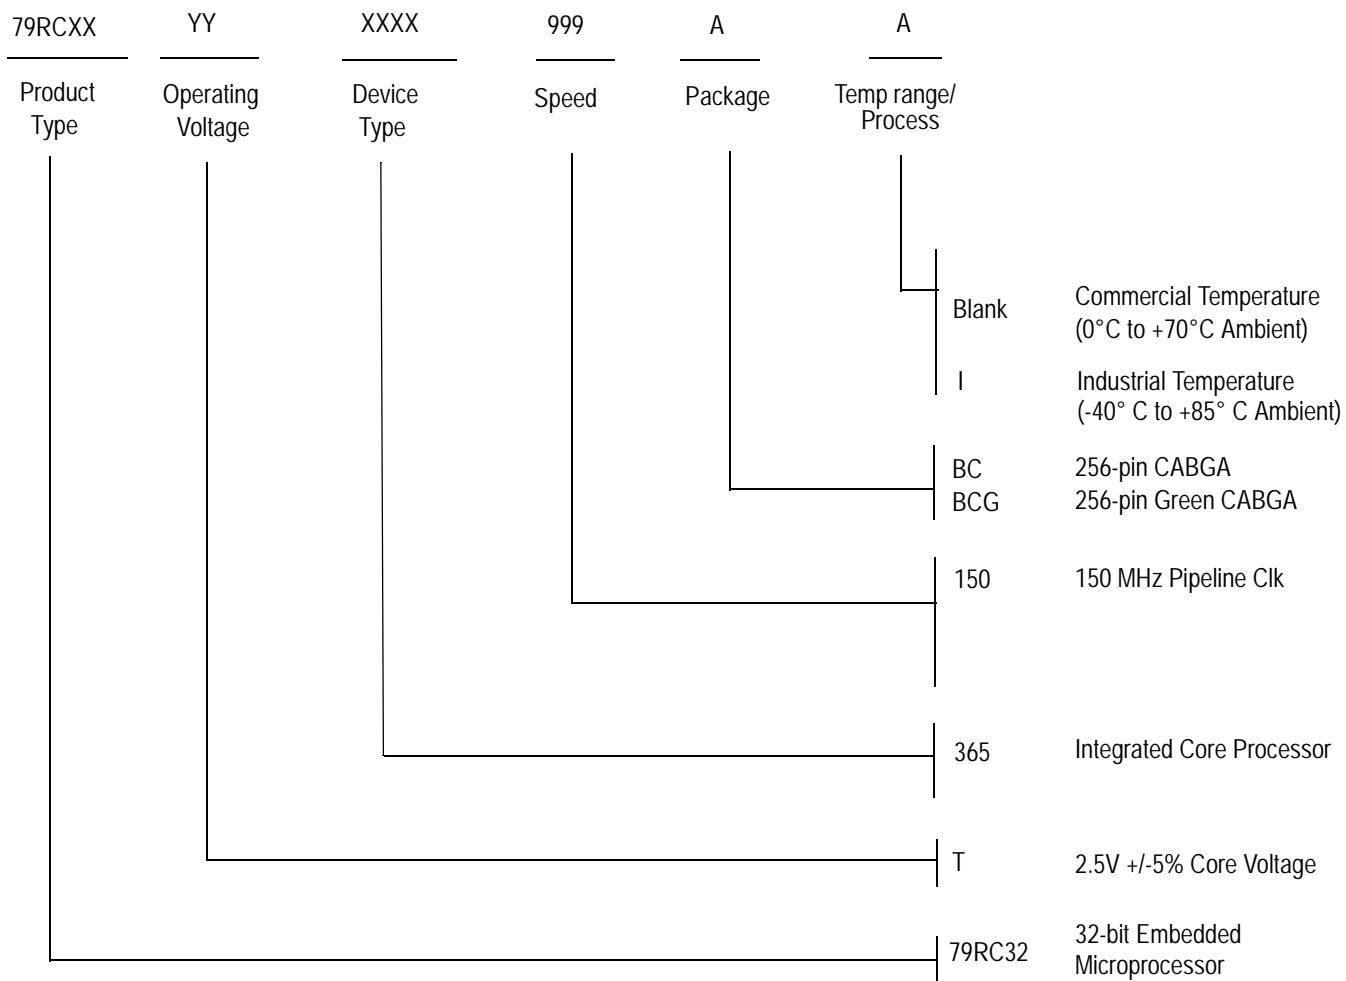 79RCXX YY XXXX 999 A A
Product Type
Operating Voltage
Device Type
Speed
Package
Temp range/
Process
Blank Commercial Temperature
(0°C to +70°C Ambient)
I Industrial Temperature
(-40° C to +85° C Ambient)
BC 256-pin CABGA
BCG 256-pin Green CABGA
150 150 MHz Pipeline Clk
365 Integrated Core Processor
T 2.5V +/-5% Core Voltage
79RC32 32-bit Embedded
Microprocessor